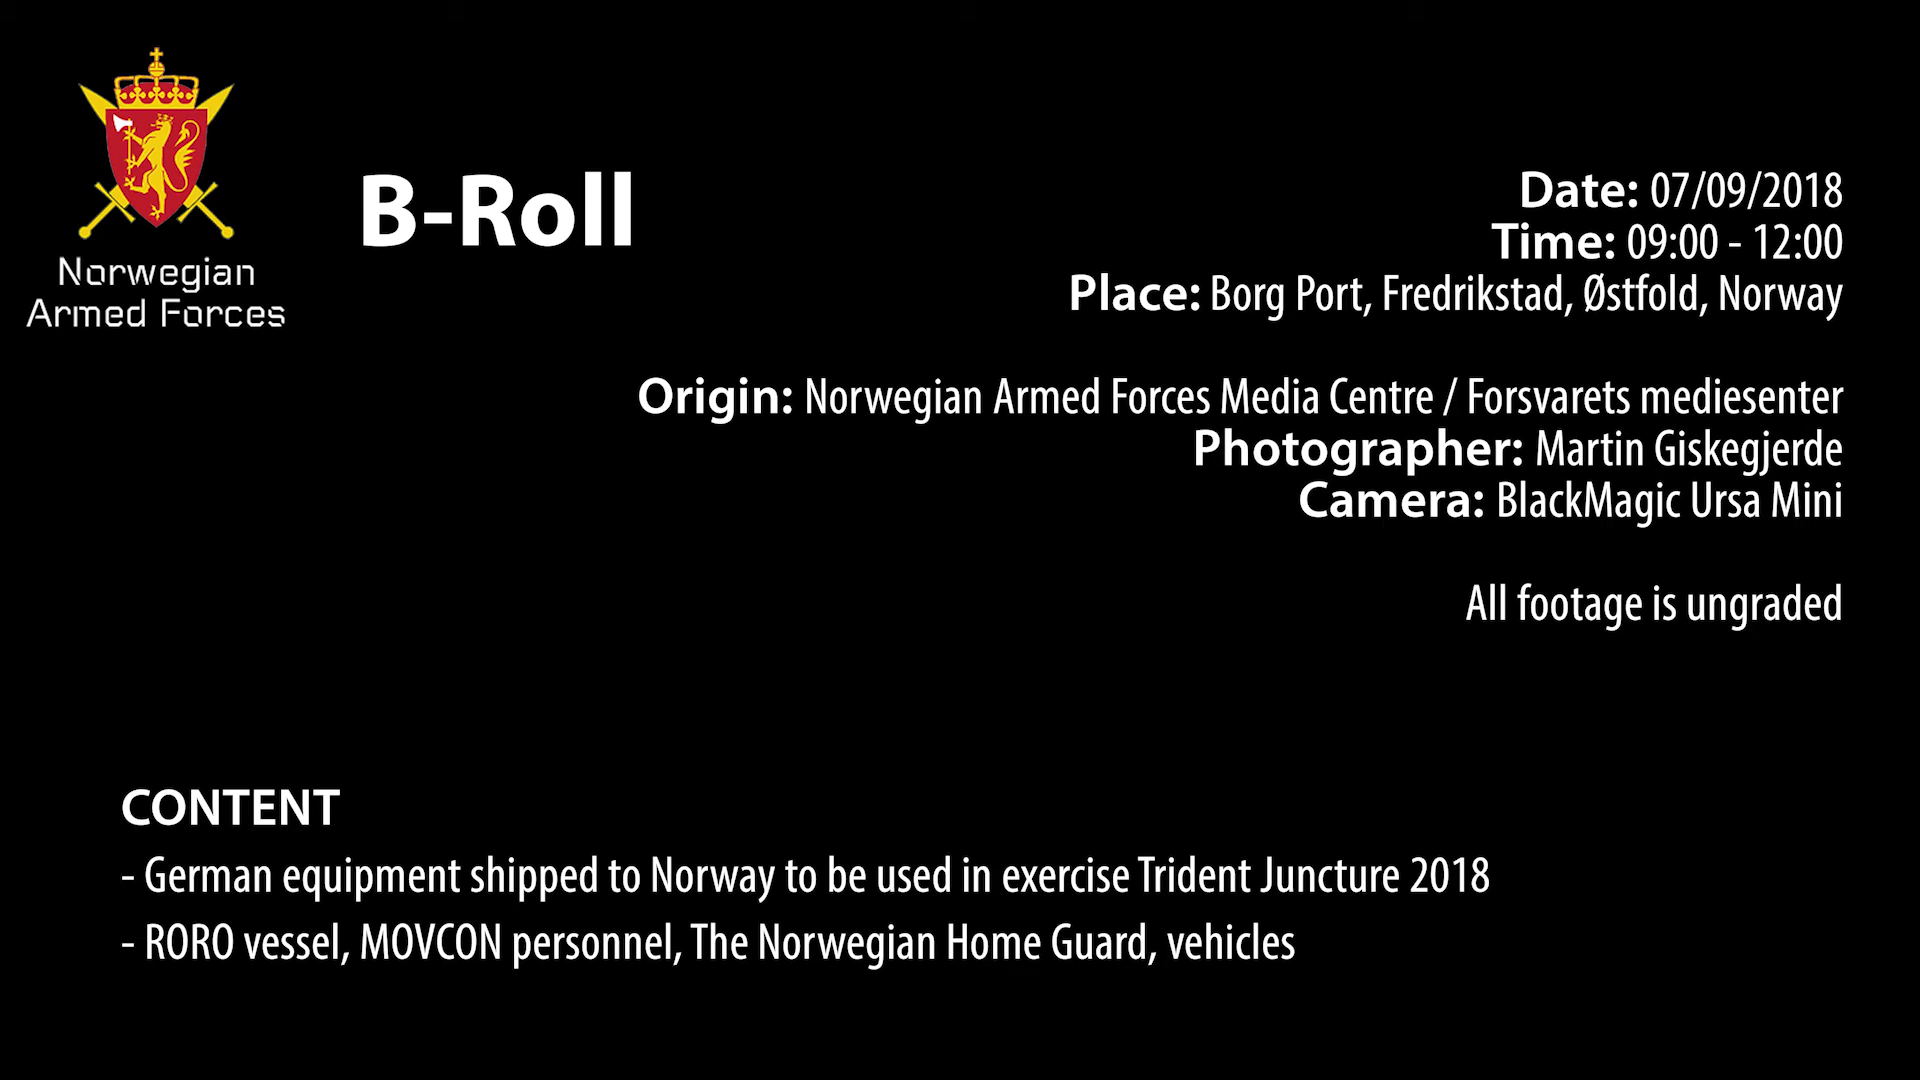 Norwegian
Armed Forces
B-Roll
Date: 07/09/2018
Time: 09:00 - 12:00
Place: Borg Port, Fredrikstad, Østfold, Norway
Origin: Norwegian Armed Forces Media Centre / Forsvarets mediesenter
Photographer: Martin Giskegjerde
Camera: BlackMagic Ursa Mini
All footage is ungraded
CONTENT
- German equipment shipped to Norway to be used in exercise Trident Juncture 2018
- RORO vessel, MOVCON personnel, The Norwegian Home Guard, vehicles